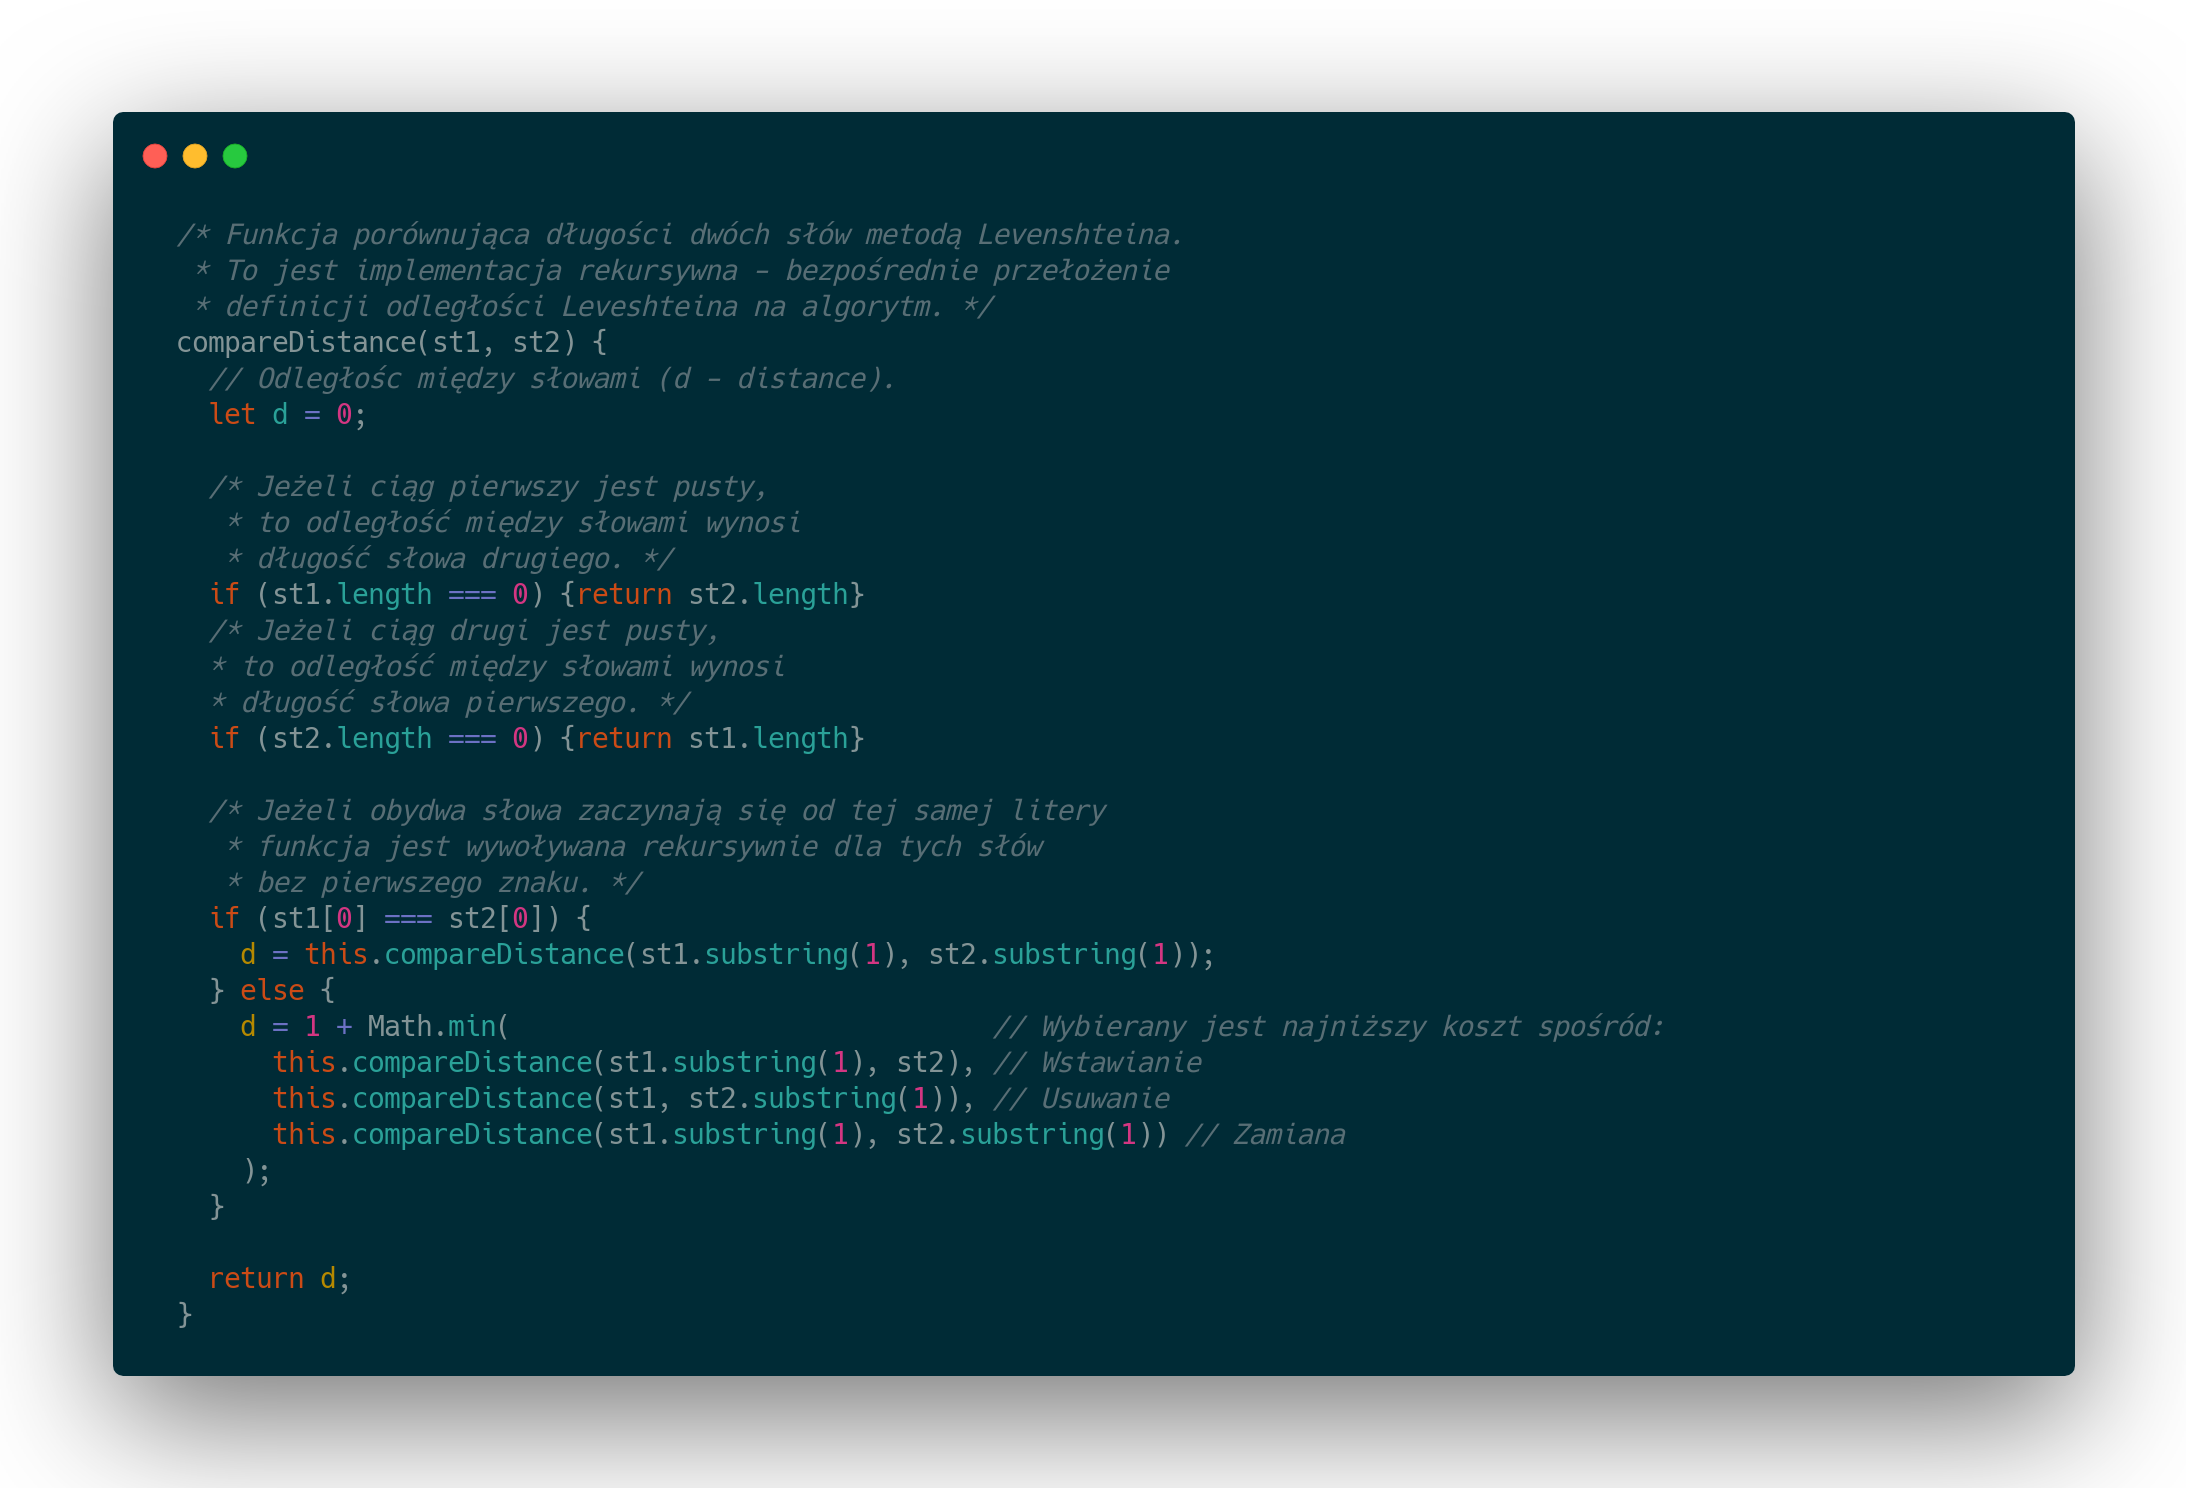 /* Funkcja porównująca długości dwóch słów metodą Levenshteina.
 * To jest implementacja rekursywna – bezpośrednie przełożenie
 * definicji odległości Leveshteina na algorytm. */
compareDistance(st1, st2) {
  // Odległośc między słowami (d – distance).
  let d = 0;

  /* Jeżeli ciąg pierwszy jest pusty,
   * to odległość między słowami wynosi
   * długość słowa drugiego. */
  if (st1.length === 0) {return st2.length}
  /* Jeżeli ciąg drugi jest pusty,
  * to odległość między słowami wynosi
  * długość słowa pierwszego. */
  if (st2.length === 0) {return st1.length}

  /* Jeżeli obydwa słowa zaczynają się od tej samej litery
   * funkcja jest wywoływana rekursywnie dla tych słów
   * bez pierwszego znaku. */
  if (st1[0] === st2[0]) {
    d = this.compareDistance(st1.substring(1), st2.substring(1));
  } else {
    d = 1 + Math.min(                              // Wybierany jest najniższy koszt spośród:
      this.compareDistance(st1.substring(1), st2), // Wstawianie
      this.compareDistance(st1, st2.substring(1)), // Usuwanie
      this.compareDistance(st1.substring(1), st2.substring(1)) // Zamiana
    );
  }

  return d;
}